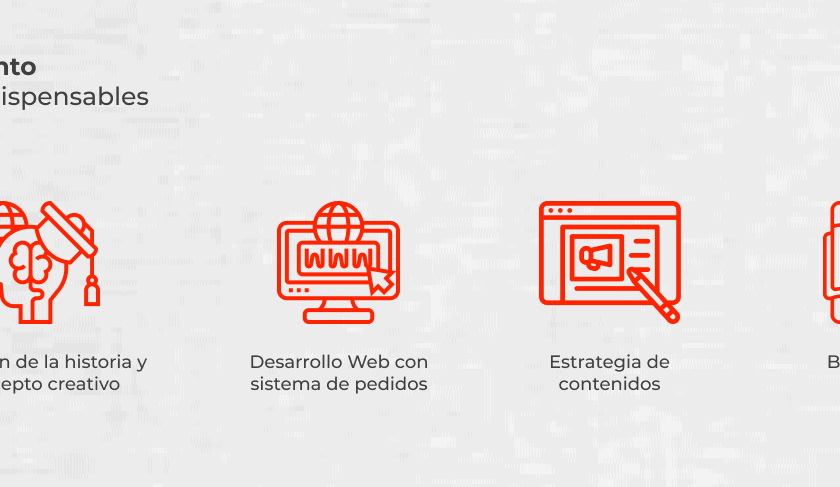 nto
ispensables
WWW
n de la historia y
epto creativo
Desarrollo Web con
sistema de pedidos
Estrategia de
contenidos
B